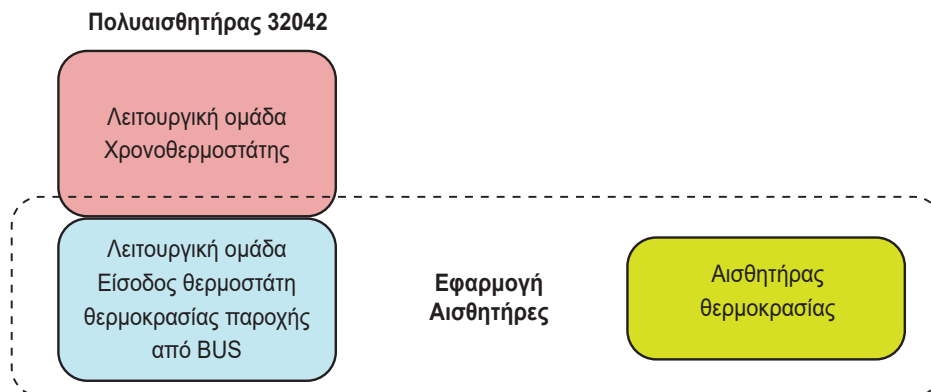 Πολυαισθητήρας 32042
Λειτουργική ομάδα
Χρονοθερμοστάτης
Λειτουργική ομάδα
Είσοδος θερμοστάτη
θερμοκρασίας παροχής
από BUS
Εφαρμογή
Αισθητήρες
Αισθητήρας
θερμοκρασίας